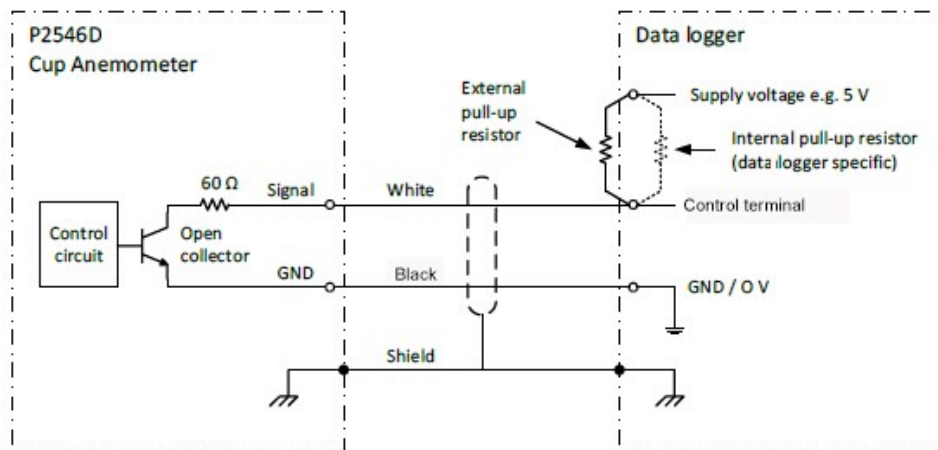 P2546D
Cup Anemometer
Data logger
External
pull-up
resistor
Supply voltage e.g. 5 V
Internal pull-up resistor
(data logger specific)
60 Ω
Signal
White
Control terminal
Control
circuit
Open
collector
GND
Black
GND / 0 V
Shield